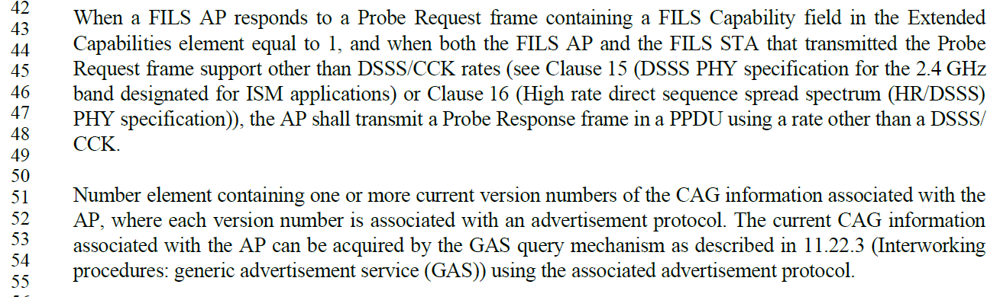 42
43
44
45
46
47
48
49
50
51
52
53
54
55
When a FILS AP responds to a Probe Request frame containing a FILS Capability field in the Extended
Capabilities element equal to 1, and when both the FILS AP and the FILS STA that transmitted the Probe
Request frame support other than DSSS/CCK rates (see Clause 15 (DSSS PHY specification for the 2.4 GHz
band designated for ISM applications) or Clause 16 (High rate direct sequence spread spectrum (HR/DSSS)
PHY specification)), the AP shall transmit a Probe Response frame in a PPDU using a rate other than a DSSS/
CCK.
Number element containing one or more current version numbers of the CAG information associated with the
AP, where each version number is associated with an advertisement protocol. The current CAG information
associated with the AP can be acquired by the GAS query mechanism as described in 11.22.3 (Interworking
procedures: generic advertisement service (GAS)) using the associated advertisement protocol.